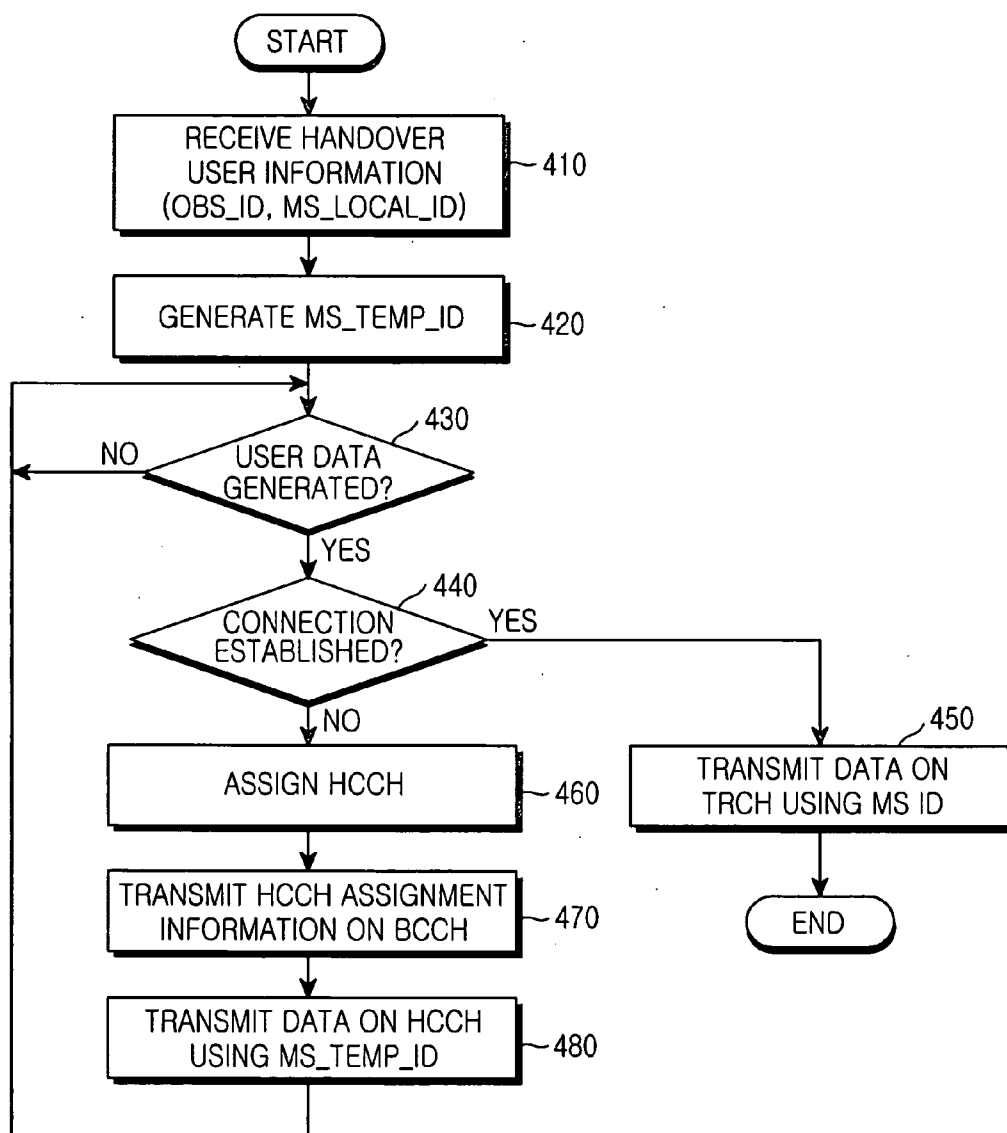 START
RECEIVE HANDOVER
USER INFORMATION
(OBS_ID, MS_LOCAL_ID)
410
GENERATE MS_TEMP_ID
420
430
NO
USER DATA
GENERATED?
YES
440
CONNECTION
ESTABLISHED?
YES
NO
450
ASSIGN HCCH
460
TRANSMIT DATA ON
TRCH USING MS ID
TRANSMIT HCCH ASSIGNMENT
INFORMATION ON BCCH
470
END
TRANSMIT DATA ON HCCH
USING MS_TEMP_ID
480